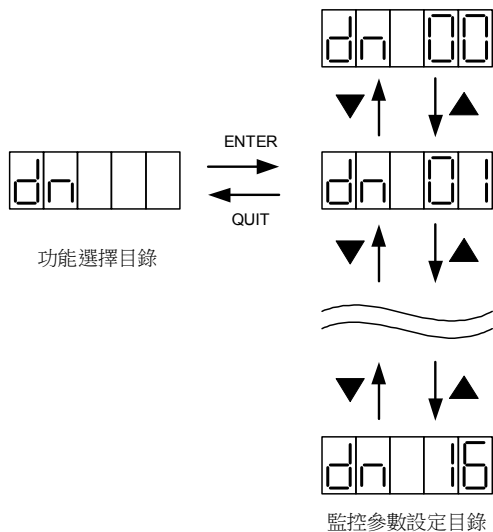 dn 00
▼ ▲
ENTER
dn
dn 01
QUIT
功能選擇目錄
▼ ▲
▼ ▲
dn 16
監控參數設定目錄